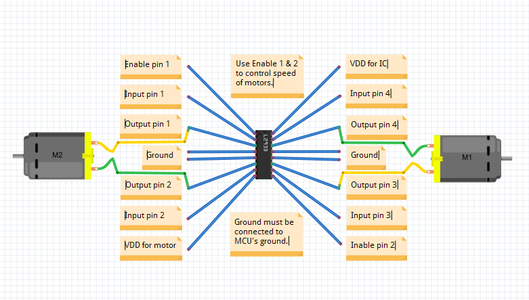 Enable pin 1
Input pin 1
Output pin 1
Ground
Output pin 2
Input pin 2
VDD for motor
M2
Use Enable 1 & 2
to control speed
of motors.
Ground must be
connected to
MCU's ground.
VDD for IC
Input pin 4
Output pin 4
Ground
Output pin 3
Input pin 3
Enable pin 2
M1